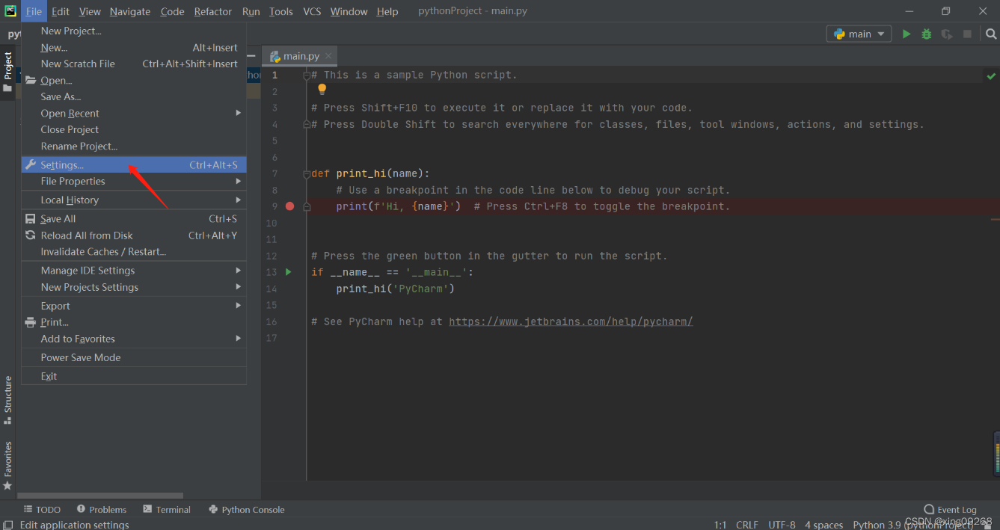 PC File Edit View Navigate Code Refactor Run Tools VCS Window Help pythonProject - main.py
main
New Project...
New... Alt+Insert
New Scratch File Ctrl+Alt+Shift+Insert
Open...
Save As...
Open Recent
Close Project
Rename Project...
Settings... Ctrl+Alt+S
File Properties
Local History
Save All Ctrl+S
Reload All from Disk Ctrl+Alt+Y
Invalidate Caches / Restart...
Manage IDE Settings
New Projects Settings
Export
Print...
Add to Favorites
Power Save Mode
Exit
Project
Structure
Favorites
main.py
1 # This is a sample Python script.
2
3 # Press Shift+F10 to execute it or replace it with your code.
4 # Press Double Shift to search everywhere for classes, files, tool windows, actions, and settings.
5
6
7 def print_hi(name):
8 # Use a breakpoint in the code line below to debug your script.
9 print(f'Hi, {name}') # Press Ctrl+F8 to toggle the breakpoint.
10
11
12 # Press the green button in the gutter to run the script.
13 if __name__ == '__main__':
14 print_hi('PyCharm')
15
16 # See PyCharm help at https://www.jetbrains.com/help/pycharm/
17
TODO Problems Terminal Python Console Event Log
Edit application settings 1:1 CRLF UTF-8 4 spaces Python 3.9 (pythonProject)
CSDN @xing09268